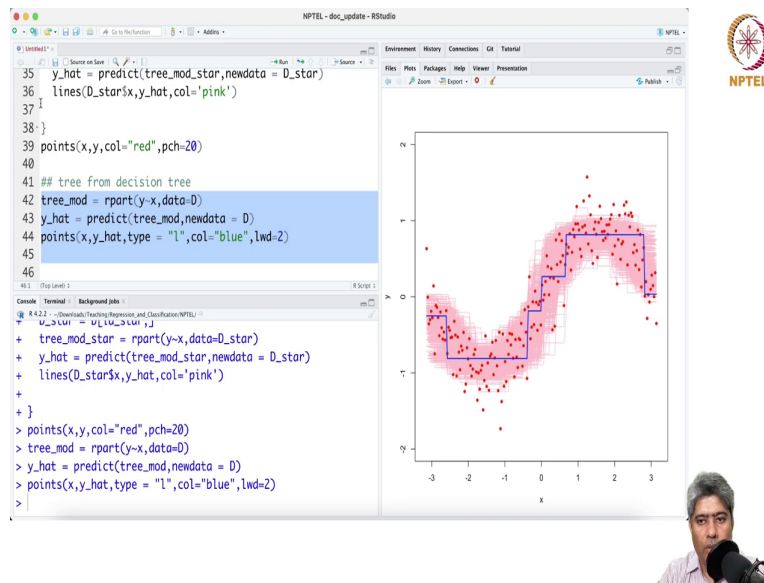 NPTEL - doc_update - RStudio
Go to file/function
Addins
NPTEL
Untitled1*
Source on Save
Run
Source
35 y_hat = predict(tree_mod_star,newdata = D_star)
36 lines(D_star$x,y_hat,col='pink')
37
38 }
39 points(x,y,col="red",pch=20)
40
41 ## tree from decision tree
42 tree_mod = rpart(y~x,data=D)
43 y_hat = predict(tree_mod,newdata = D)
44 points(x,y_hat,type = "l",col="blue",lwd=2)
45
46
46:1 (Top Level) R Script
Console Terminal Background Jobs
R 4.2.2 · ~/Downloads/Teaching/Regression_and_Classification/NPTEL/
+ D_star = D[id_star,]
+ tree_mod_star = rpart(y~x,data=D_star)
+ y_hat = predict(tree_mod_star,newdata = D_star)
+ lines(D_star$x,y_hat,col='pink')
+
+ }
> points(x,y,col="red",pch=20)
> tree_mod = rpart(y~x,data=D)
> y_hat = predict(tree_mod,newdata = D)
> points(x,y_hat,type = "l",col="blue",lwd=2)
>
Environment History Connections Git Tutorial
Files Plots Packages Help Viewer Presentation
Zoom Export Publish
2
1
0
-1
-2
y
-3 -2 -1 0 1 2 3
x
NPTEL